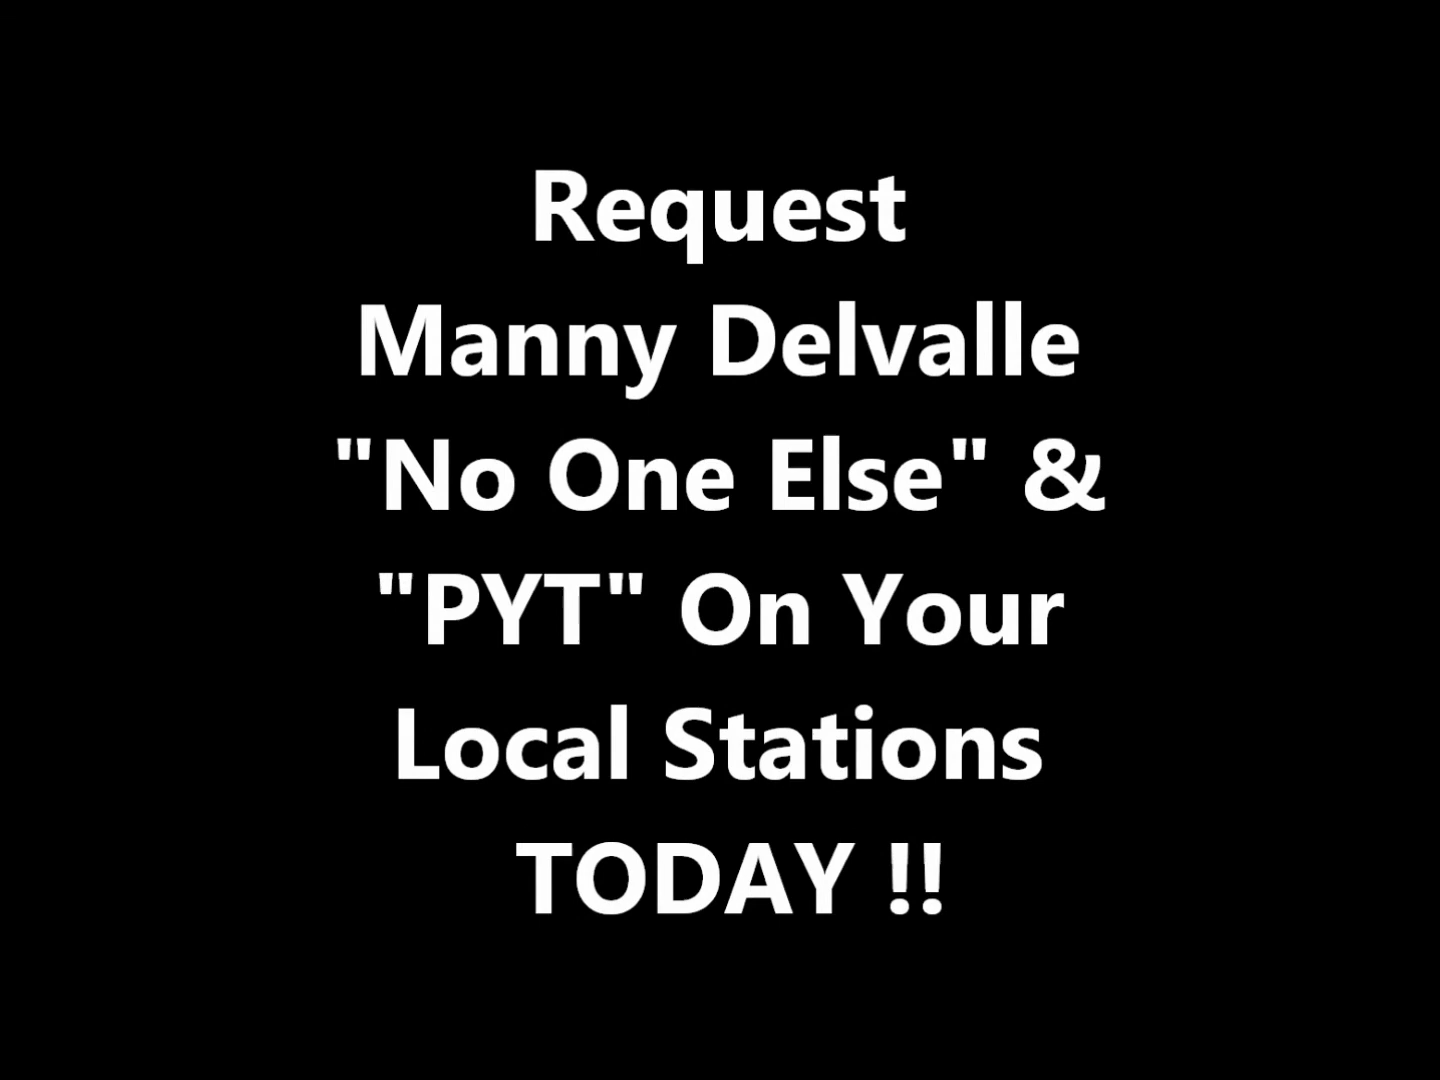 Request
Manny Delvalle
"No One Else" &
"PYT" On Your
Local Stations
TODAY !!